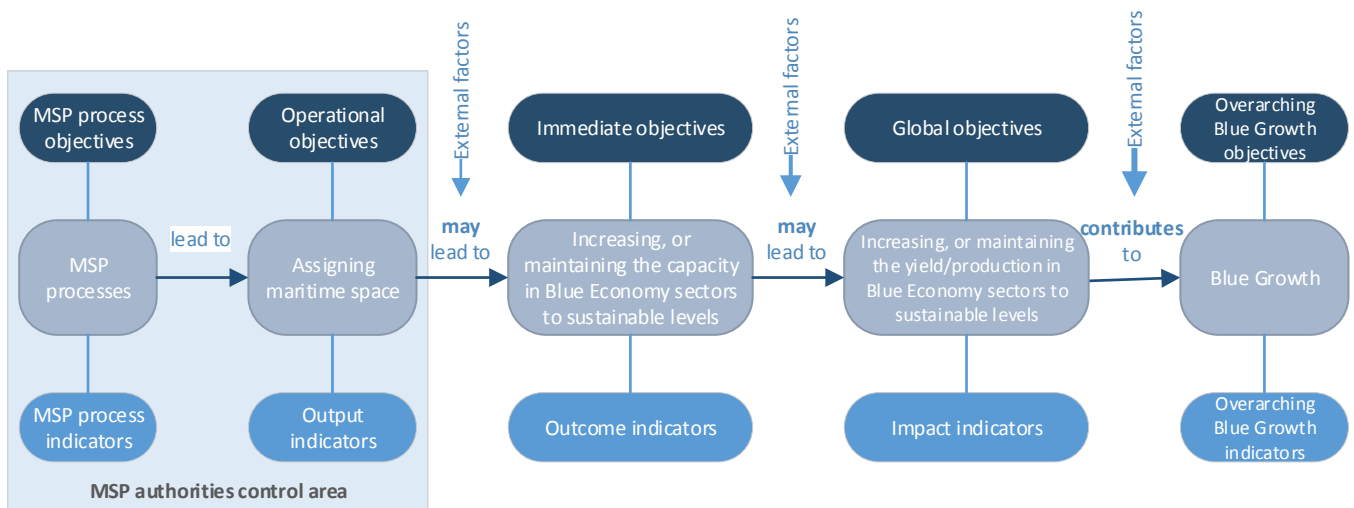 External factors
External factors
External factors
MSP process
objectives
Operational
objectives
Immediate objectives
Global objectives
Overarching
Blue Growth
objectives
MSP
processes
lead to
Assigning
maritime space
may
lead to
Increasing, or
maintaining the capacity
in Blue Economy sectors
to sustainable levels
may
lead to
Increasing, or maintaining
the yield/production in
Blue Economy sectors to
sustainable levels
contributes
to
Blue Growth
MSP process
indicators
Output
indicators
Outcome indicators
Impact indicators
Overarching
Blue Growth
indicators
MSP authorities control area